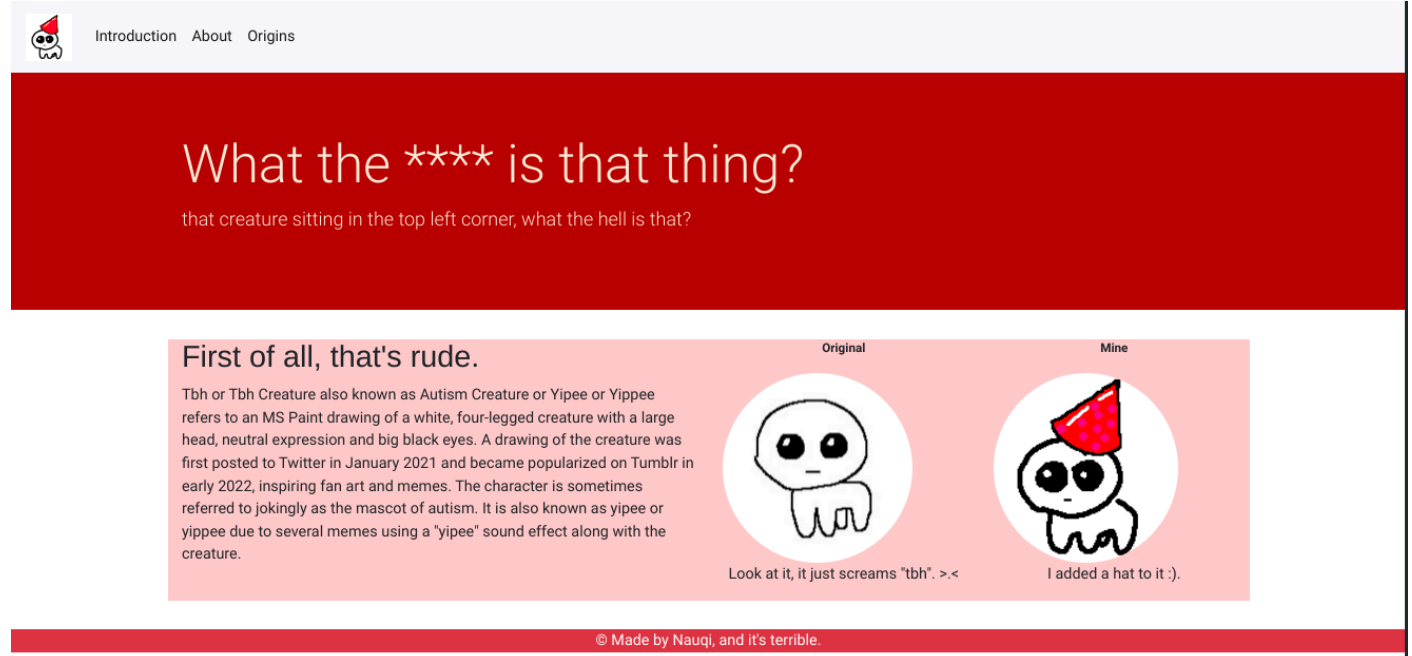 Introduction About Origins
What the **** is that thing?
that creature sitting in the top left corner, what the hell is that?
First of all, that's rude.
Tbh or Tbh Creature also known as Autism Creature or Yipee or Yippee
refers to an MS Paint drawing of a white, four-legged creature with a large
head, neutral expression and big black eyes. A drawing of the creature was
first posted to Twitter in January 2021 and became popularized on Tumblr in
early 2022, inspiring fan art and memes. The character is sometimes
referred to jokingly as the mascot of autism. It is also known as yipee or
yippee due to several memes using a "yipee" sound effect along with the
creature.
Original
Look at it, it just screams "tbh". >.<
Mine
I added a hat to it :).
© Made by Nauqi, and it's terrible.